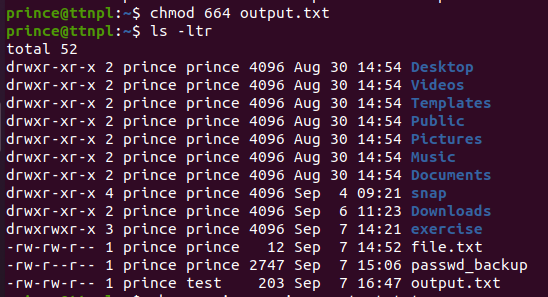 prince@ttnpl:~$ chmod 664 output.txt
prince@ttnpl:~$ ls -ltr
total 52
drwxr-xr-x 2 prince prince 4096 Aug 30 14:54 Desktop
drwxr-xr-x 2 prince prince 4096 Aug 30 14:54 Videos
drwxr-xr-x 2 prince prince 4096 Aug 30 14:54 Templates
drwxr-xr-x 2 prince prince 4096 Aug 30 14:54 Public
drwxr-xr-x 2 prince prince 4096 Aug 30 14:54 Pictures
drwxr-xr-x 2 prince prince 4096 Aug 30 14:54 Music
drwxr-xr-x 2 prince prince 4096 Aug 30 14:54 Documents
drwxr-xr-x 4 prince prince 4096 Sep  4 09:21 snap
drwxr-xr-x 2 prince prince 4096 Sep  6 11:23 Downloads
drwxrwxr-x 3 prince prince 4096 Sep  7 14:21 exercise
-rw-rw-r-- 1 prince prince   12 Sep  7 14:52 file.txt
-rw-r--r-- 1 prince prince 2747 Sep  7 15:06 passwd_backup
-rw-rw-r-- 1 prince test    203 Sep  7 16:47 output.txt